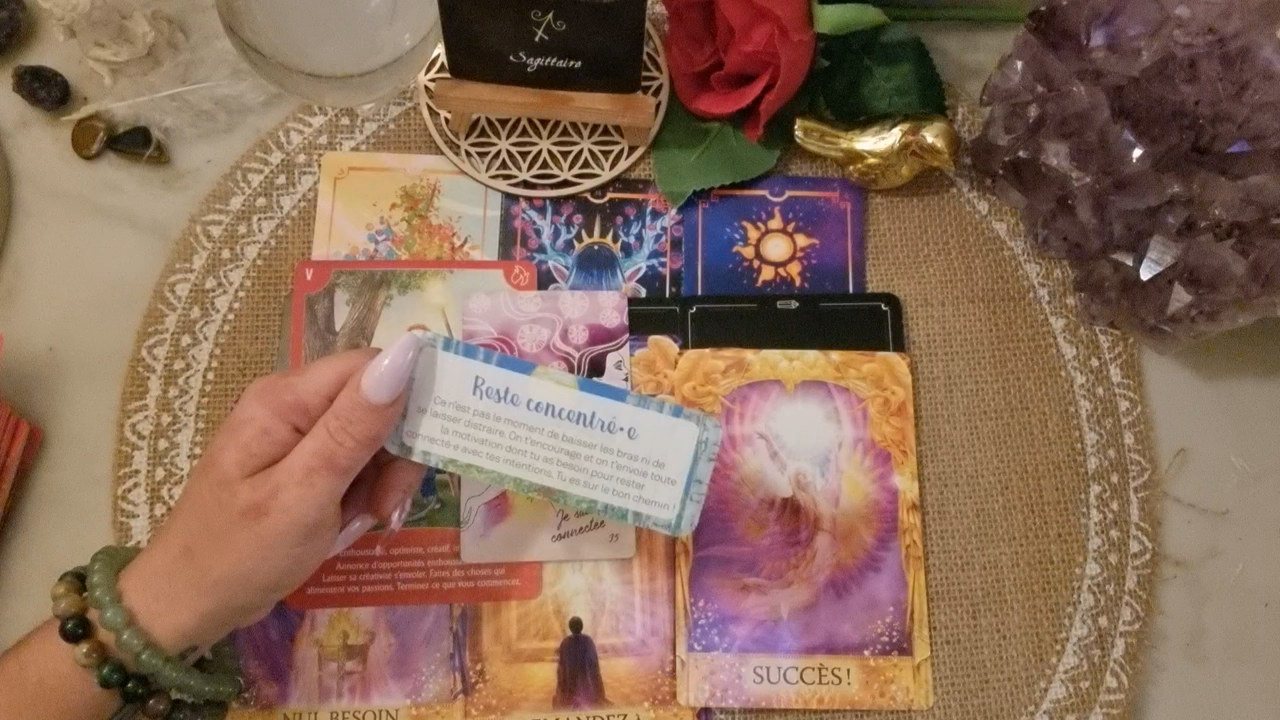 Sagittaire
V
Reste concentré•e
Ce n'est pas le moment de baisser les bras ni de
se laisser distraire. On t'encourage et on t'envoie toute
la motivation dont tu as besoin pour rester
connecté·e avec tes intentions. Tu es sur le bon chemin !
Je suis
connectée
35
Enthousiaste, optimiste, créatif,
Annonce d'opportunités
Laisser sa créativité s'envoler. Faites des choses qui
alimentent vos passions. Terminez ce que vous commencez.
SUCCÈS!
NUL BESOIN